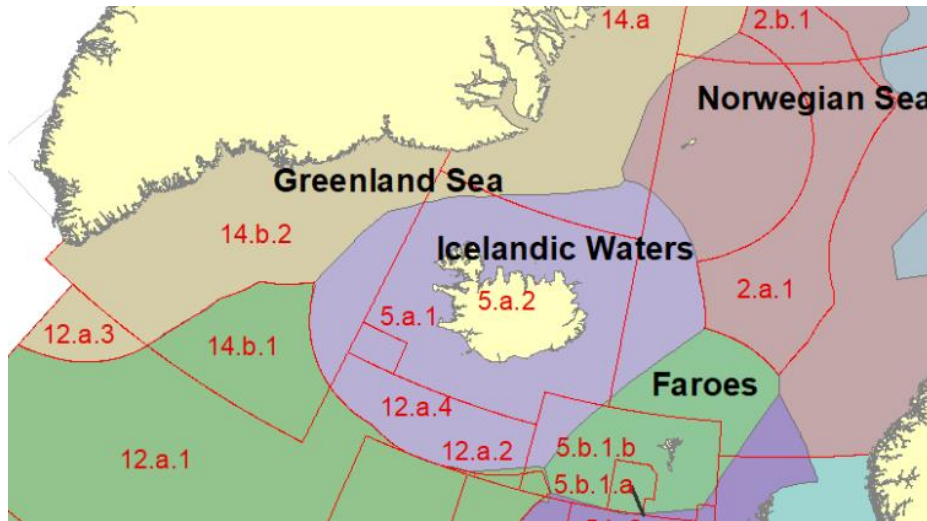 14.a
2.b.1
Norwegian Sea
Greenland Sea
14.b.2
Icelandic Waters
5.a.2
2.a.1
5.a.1
12.a.3
14.b.1
Faroes
12.a.4
12.a.2
5.b.1.b
12.a.1
5.b.1.a